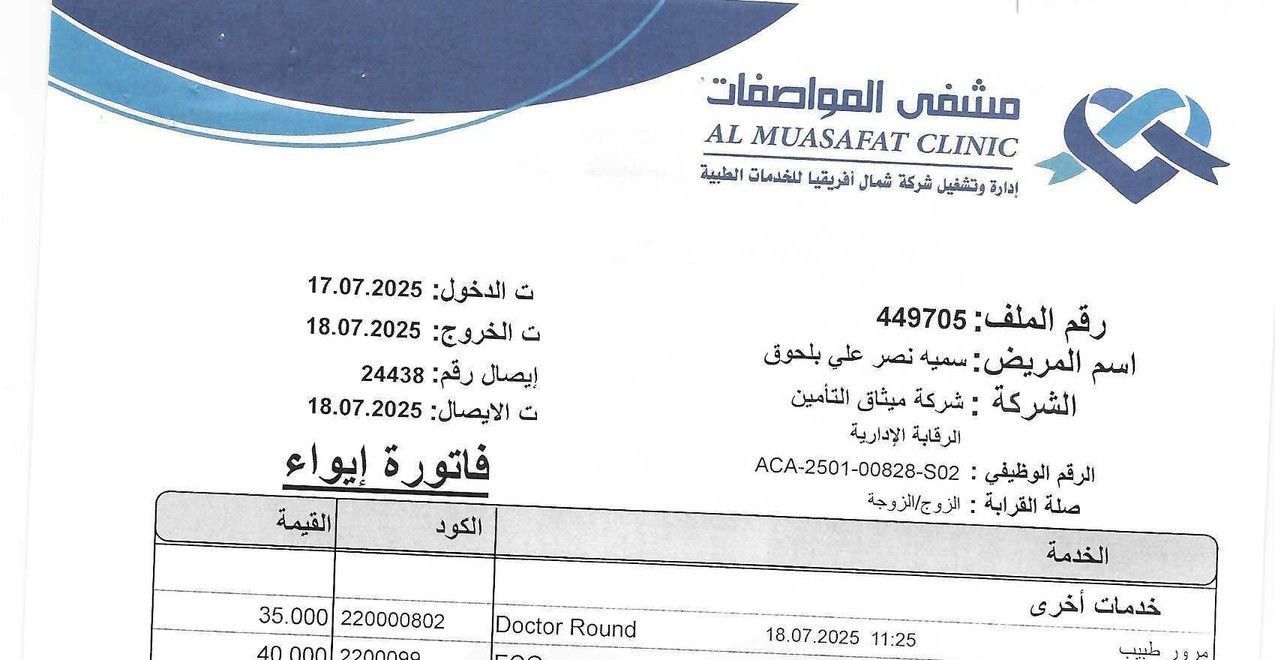 مشفى المواصفات
AL MUASAFAT CLINIC
إدارة وتشغيل شركة شمال أفريقيا للخدمات الطبية
رقم الملف: 449705
اسم المريض: سميه نصر علي بلحوق
الشركة : شركة ميثاق التأمين
الرقابة الإدارية
الرقم الوظيفي : ACA-2501-00828-S02
صلة القرابة : الزوج/الزوجة
ت الدخول: 17.07.2025
ت الخروج: 18.07.2025
إيصال رقم: 24438
ت الايصال: 18.07.2025
فاتورة إيواء
الخدمة الكود القيمة
خدمات أخرى
مرور طبيب 18.07.2025 11:25 Doctor Round 220000802 35.000
2200099 40.000